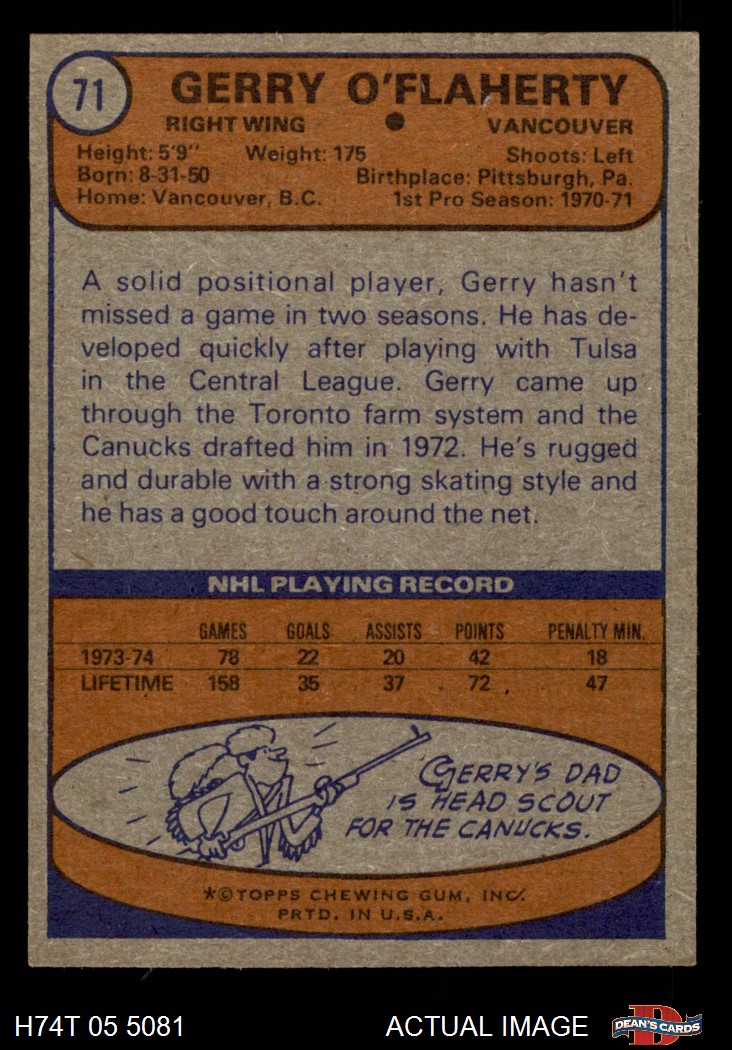 71
GERRY O'FLAHERTY
RIGHT WING ● VANCOUVER
Height: 5'9" Weight: 175 Shoots: Left
Born: 8-31-50 Birthplace: Pittsburgh, Pa.
Home: Vancouver, B.C. 1st Pro Season: 1970-71
A solid positional player, Gerry hasn't
missed a game in two seasons. He has de-
veloped quickly after playing with Tulsa
in the Central League. Gerry came up
through the Toronto farm system and the
Canucks drafted him in 1972. He's rugged
and durable with a strong skating style and
he has a good touch around the net.
NHL PLAYING RECORD
GAMES GOALS ASSISTS POINTS PENALTY MIN.
1973-74 78 22 20 42 18
LIFETIME 158 35 37 72 47
GERRY'S DAD
IS HEAD SCOUT
FOR THE CANUCKS.
*©TOPPS CHEWING GUM, INC.
PRTD. IN U.S.A.
H74T 05 5081 ACTUAL IMAGE
D
DEAN'S CARDS